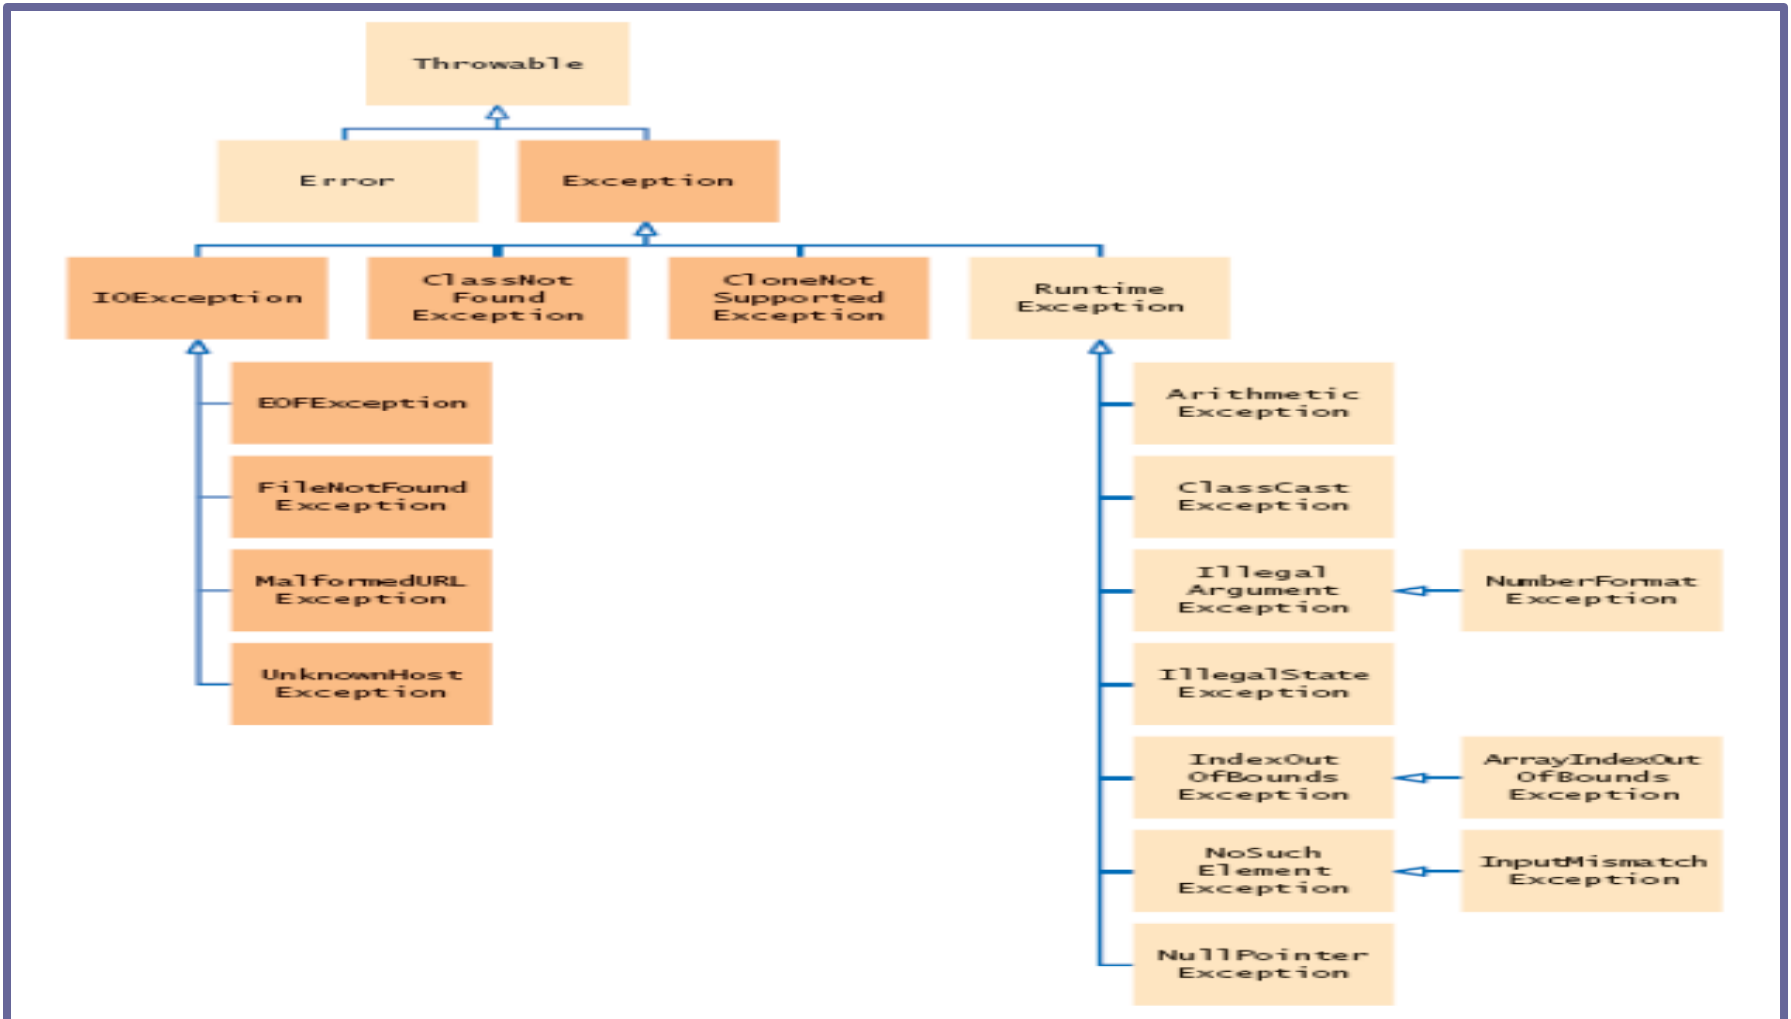 Throwable
Error
Exception
IOException
ClassNot
Found
Exception
CloneNot
Supported
Exception
Runtime
Exception
EOFException
FileNotFound
Exception
MalformedURL
Exception
UnknownHost
Exception
Arithmetic
Exception
ClassCast
Exception
Illegal
Argument
Exception
NumberFormat
Exception
IllegalState
Exception
IndexOut
OfBounds
Exception
ArrayIndexOut
OfBounds
Exception
NoSuch
Element
Exception
InputMismatch
Exception
NullPointer
Exception